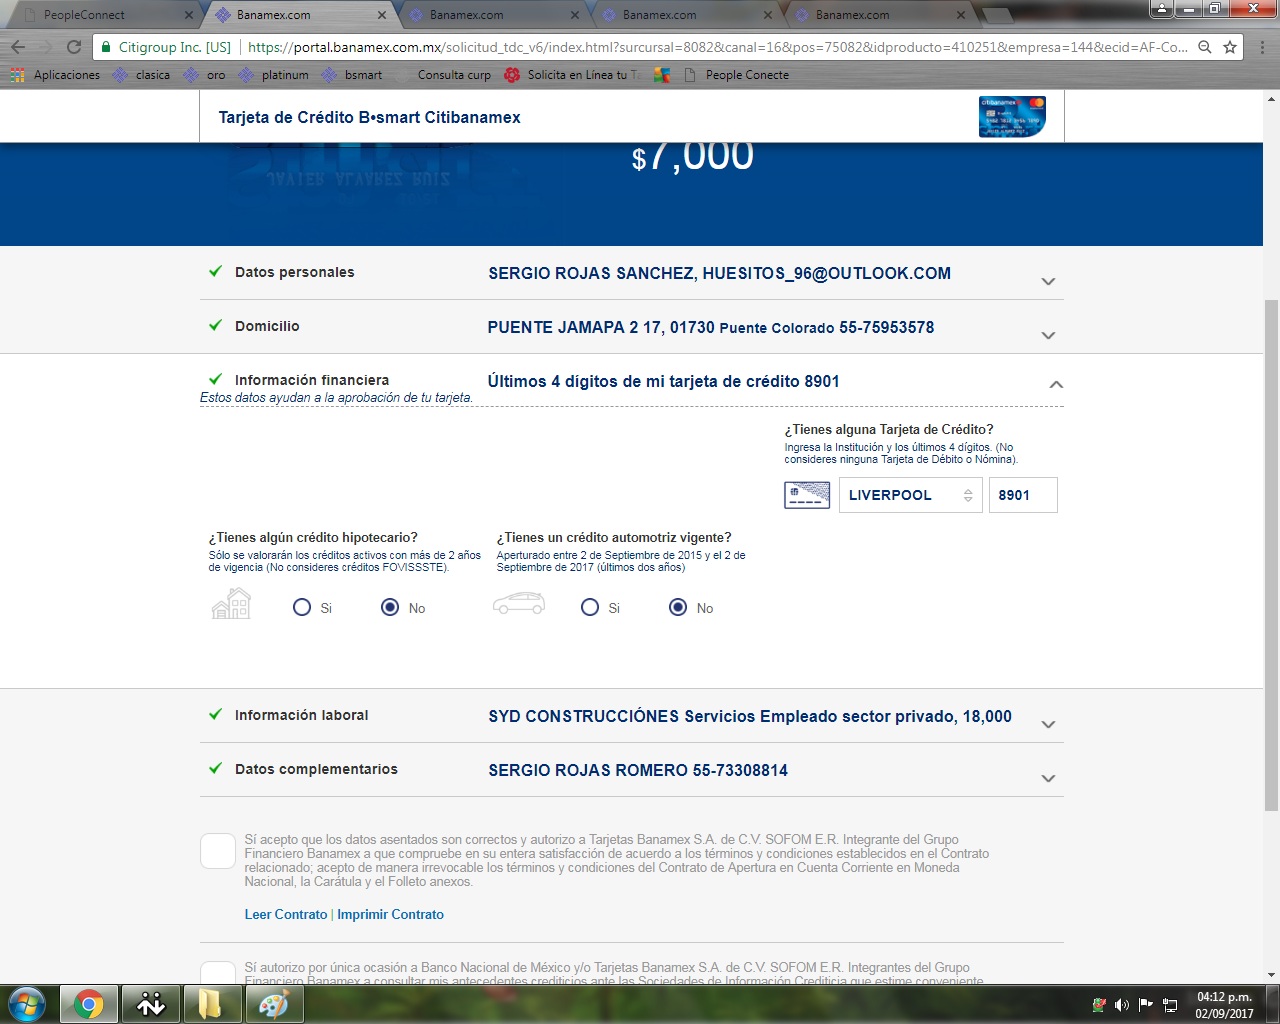 PeopleConnect
Banamex.com
Banamex.com
Banamex.com
Banamex.com
Citigroup Inc. [US] | https://portal.banamex.com.mx/solicitud_tdc_v6/index.html?surcursal=8082&canal=16&pos=75082&idproducto=410251&empresa=144&ecid=AF-Co...
Aplicaciones clasica oro platinum bsmart Consulta curp Solicita en Línea tu T People Conecte
Tarjeta de Crédito B•smart Citibanamex
citibanamex
$7,000
JAVIER ALVAREZ RUIZ
Datos personales SERGIO ROJAS SANCHEZ, HUESITOS_96@OUTLOOK.COM
Domicilio PUENTE JAMAPA 2 17, 01730 Puente Colorado 55-75953578
Información financiera Últimos 4 dígitos de mi tarjeta de crédito 8901
Estos datos ayudan a la aprobación de tu tarjeta.
¿Tienes alguna Tarjeta de Crédito?
Ingresa la Institución y los últimos 4 dígitos. (No
consideres ninguna Tarjeta de Débito o Nómina).
LIVERPOOL 8901
¿Tienes algún crédito hipotecario?
Sólo se valorarán los créditos activos con más de 2 años
de vigencia (No consideres créditos FOVISSSTE).
Si No
¿Tienes un crédito automotriz vigente?
Aperturado entre 2 de Septiembre de 2015 y el 2 de
Septiembre de 2017 (últimos dos años)
Si No
Información laboral SYD CONSTRUCCIÓNES Servicios Empleado sector privado, 18,000
Datos complementarios SERGIO ROJAS ROMERO 55-73308814
Sí acepto que los datos asentados son correctos y autorizo a Tarjetas Banamex S.A. de C.V. SOFOM E.R. Integrante del Grupo
Financiero Banamex a que compruebe en su entera satisfacción de acuerdo a los términos y condiciones establecidos en el Contrato
relacionado; acepto de manera irrevocable los términos y condiciones del Contrato de Apertura en Cuenta Corriente en Moneda
Nacional, la Carátula y el Folleto anexos.
Leer Contrato | Imprimir Contrato
Sí autorizo por única ocasión a Banco Nacional de México y/o Tarjetas Banamex S.A. de C.V. SOFOM E.R. Integrantes del Grupo
Financiero Banamex a consultar mis antecedentes crediticios ante las Sociedades de Información Crediticia que estime conveniente
04:12 p.m.
02/09/2017